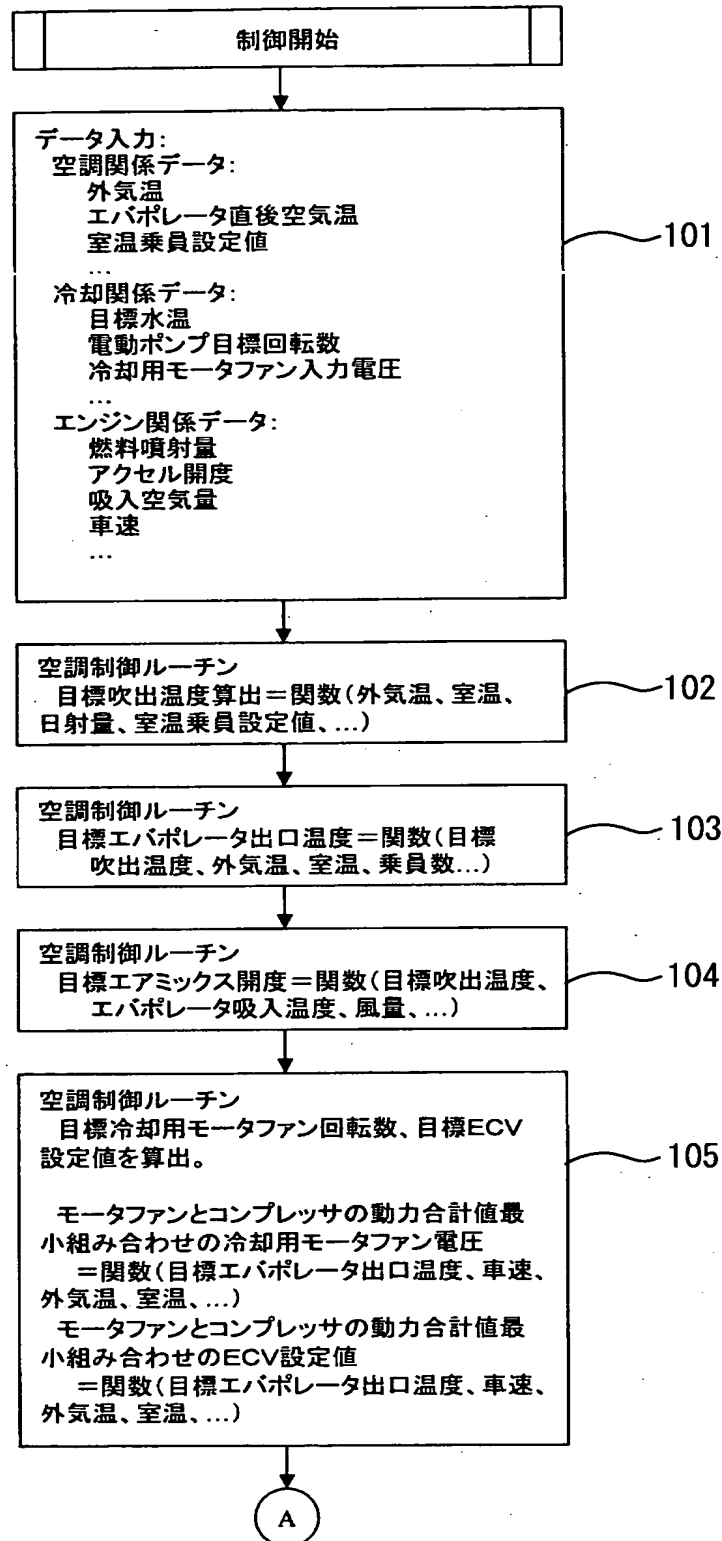 制御開始
データ入力:
空調関係データ:
外気温
エバポレータ直後空気温
室温乗員設定値
…
冷却関係データ:
目標水温
電動ポンプ目標回転数
冷却用モータファン入力電圧
…
エンジン関係データ:
燃料噴射量
アクセル開度
吸入空気量
車速
…
101
空調制御ルーチン
目標吹出温度算出=関数(外気温、室温、
日射量、室温乗員設定値、…)
102
空調制御ルーチン
目標エバポレータ出口温度=関数(目標
吹出温度、外気温、室温、乗員数…)
103
空調制御ルーチン
目標エアミックス開度=関数(目標吹出温度、
エバポレータ吸入温度、風量、…)
104
空調制御ルーチン
目標冷却用モータファン回転数、目標ECV
設定値を算出。
モータファンとコンプレッサの動力合計値最
小組み合わせの冷却用モータファン電圧
=関数(目標エバポレータ出口温度、車速、
外気温、室温、…)
モータファンとコンプレッサの動力合計値最
小組み合わせのECV設定値
=関数(目標エバポレータ出口温度、車速、
外気温、室温、…)
105
A